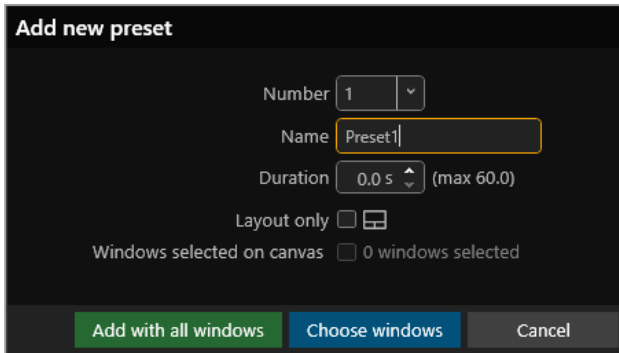 Add new preset
Number 1
Name Preset1
Duration 0.0 s (max 60.0)
Layout only
Windows selected on canvas 0 windows selected
Add with all windows Choose windows Cancel